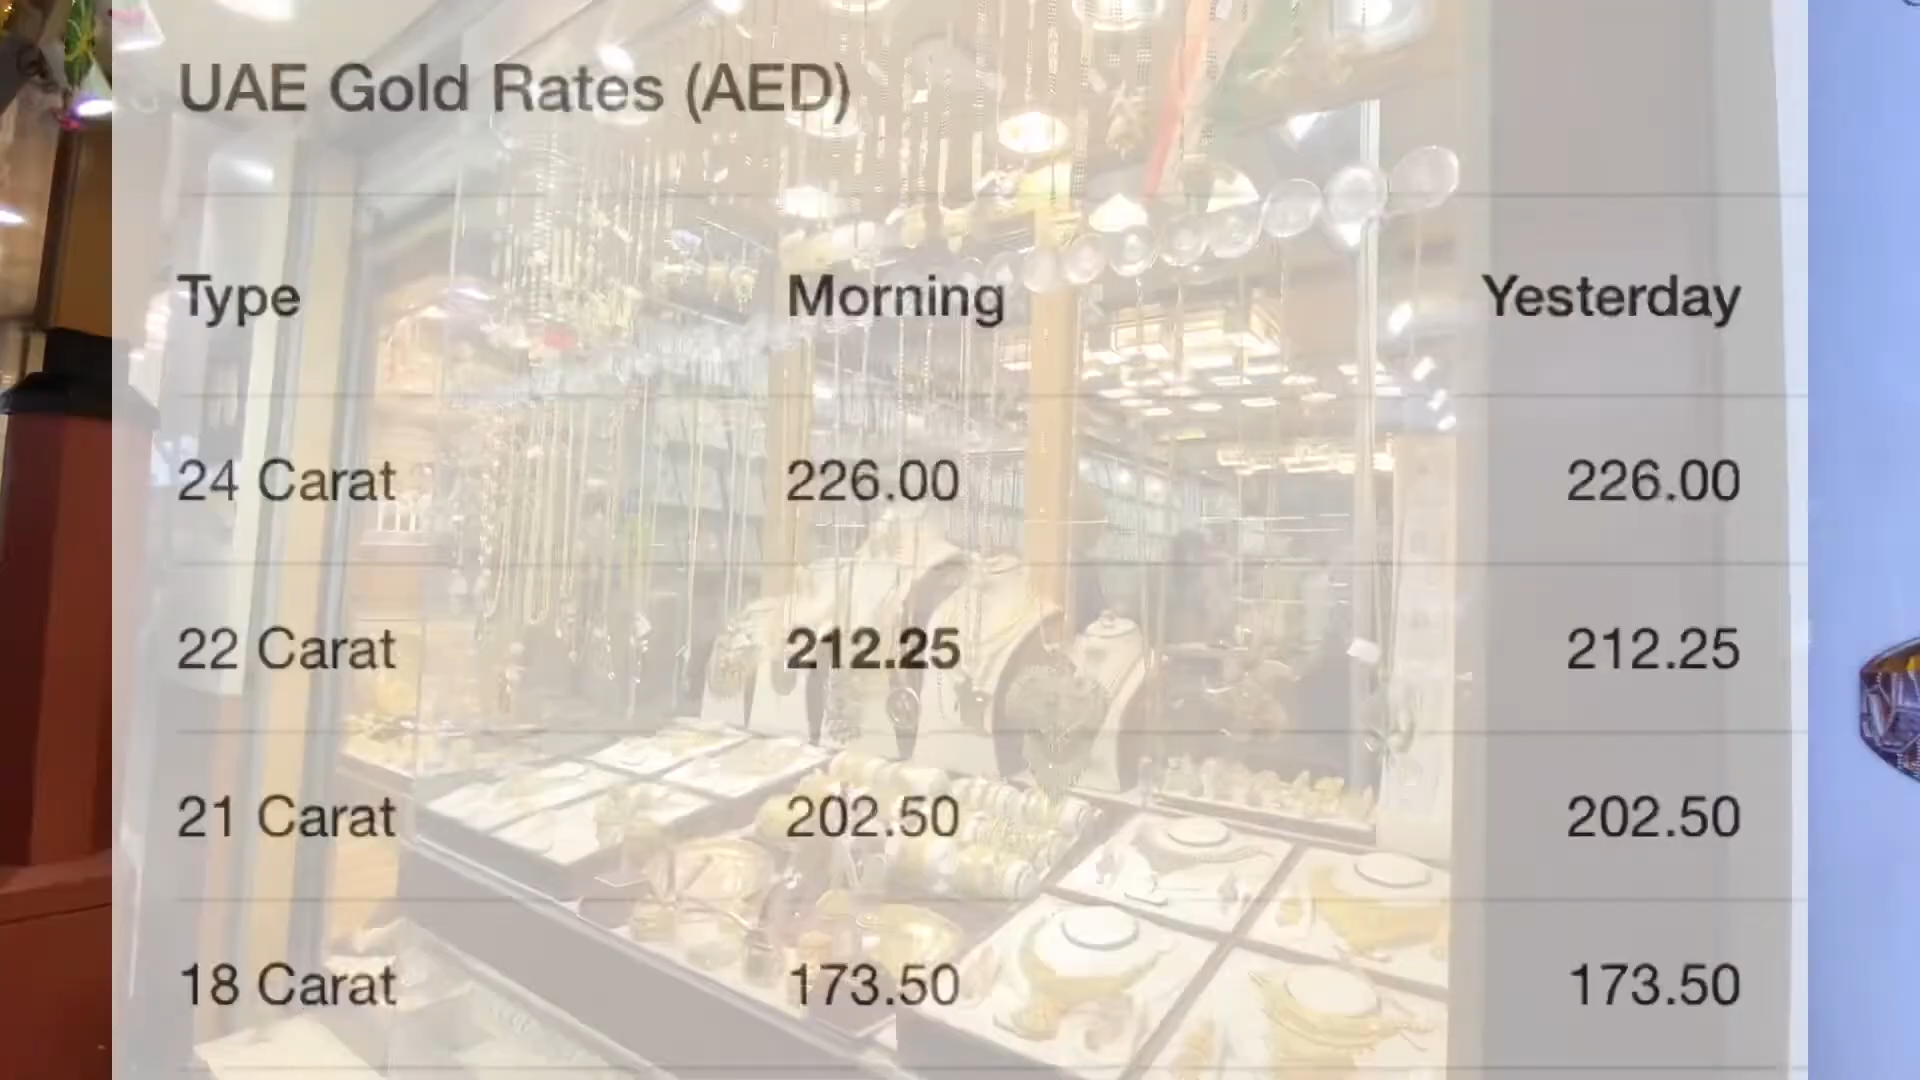 UAE Gold Rates (AED)
Type Morning Yesterday
24 Carat 226.00 226.00
22 Carat 212.25 212.25
21 Carat 202.50 202.50
18 Carat 173.50 173.50